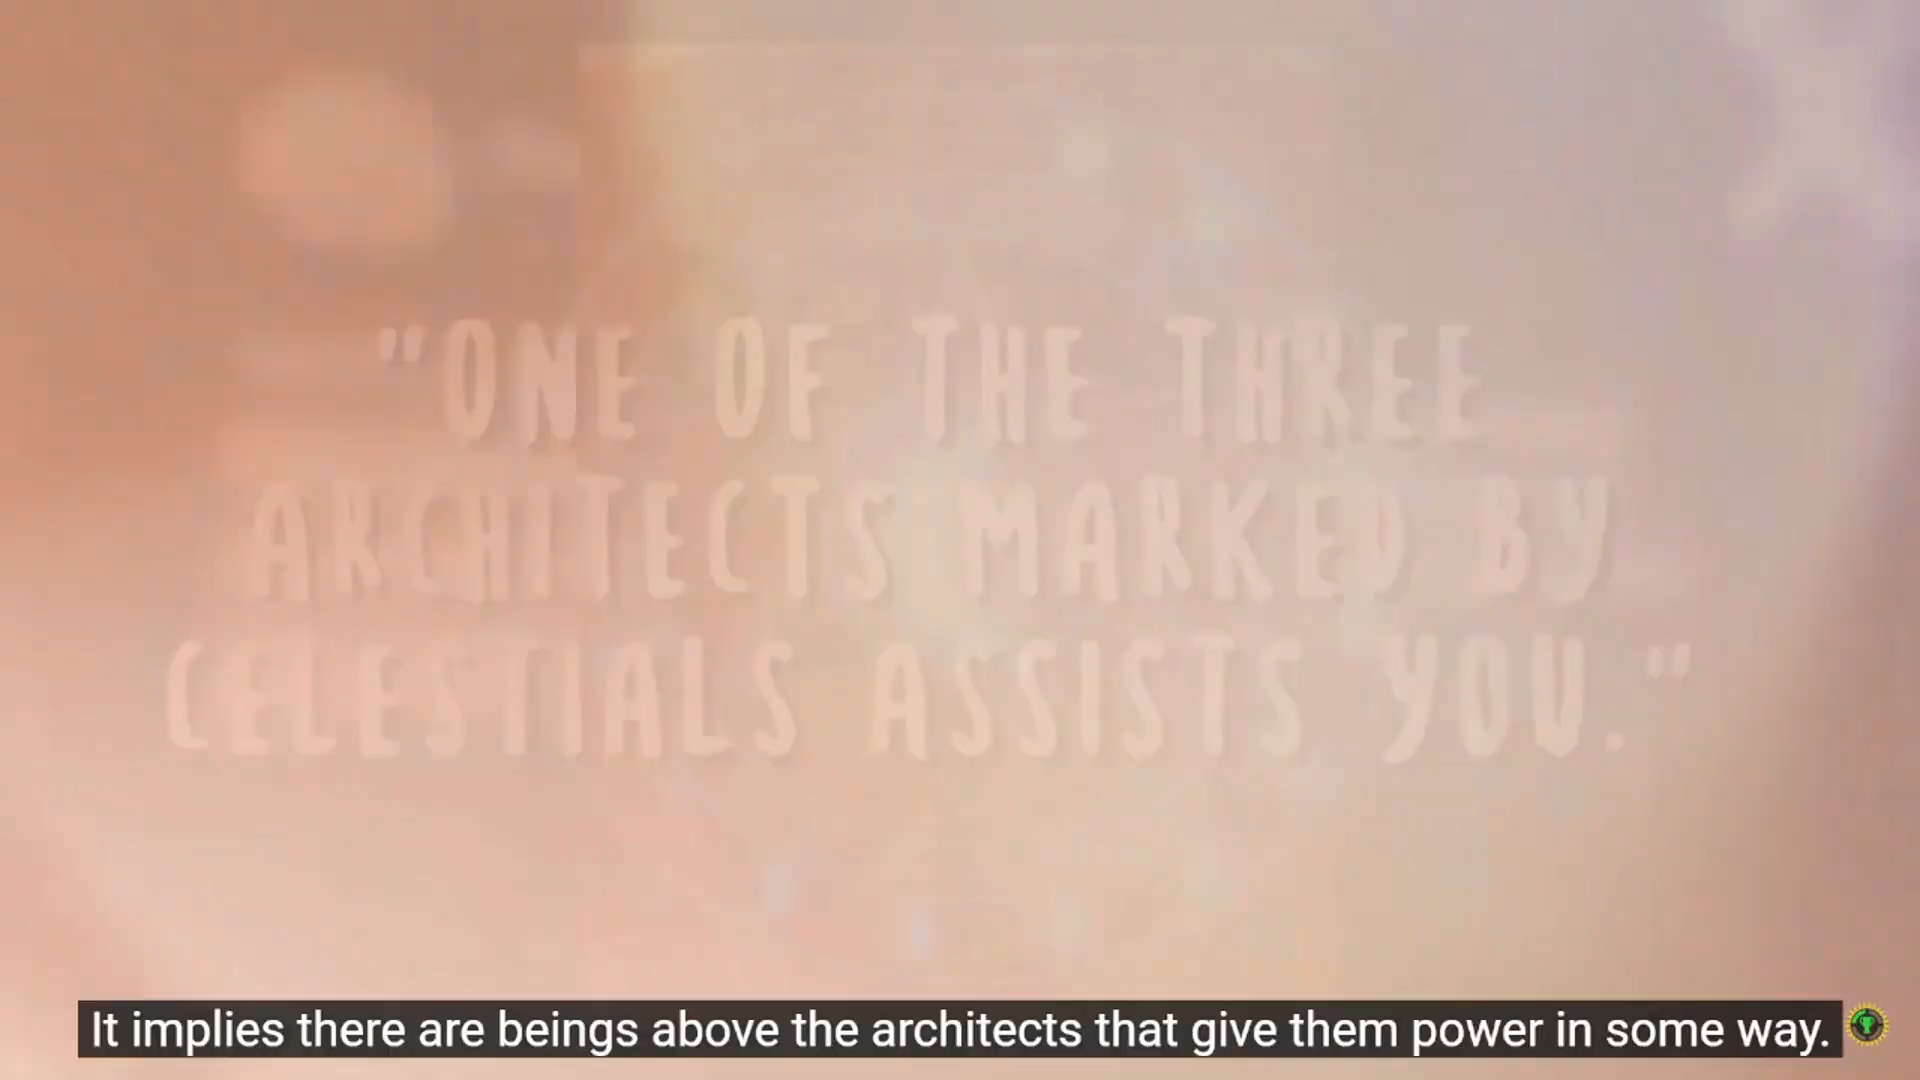 "ONE OF THE THREE
ARCHITECTS MARKED BY
CELESTIALS ASSISTS YOU."
It implies there are beings above the architects that give them power in some way.